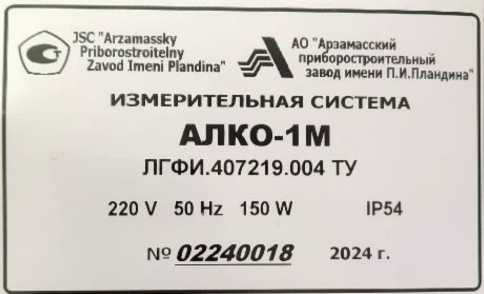 JSC "Arzamassky
Priborostroitelny
Zavod Imeni Plandina"
АО "Арзамасский
приборостроительный
завод имени П.И.Пландина"
ИЗМЕРИТЕЛЬНАЯ СИСТЕМА
АЛКО-1М
ЛГФИ.407219.004 ТУ
220 V 50 Hz 150 W IP54
№ 02240018 2024 г.